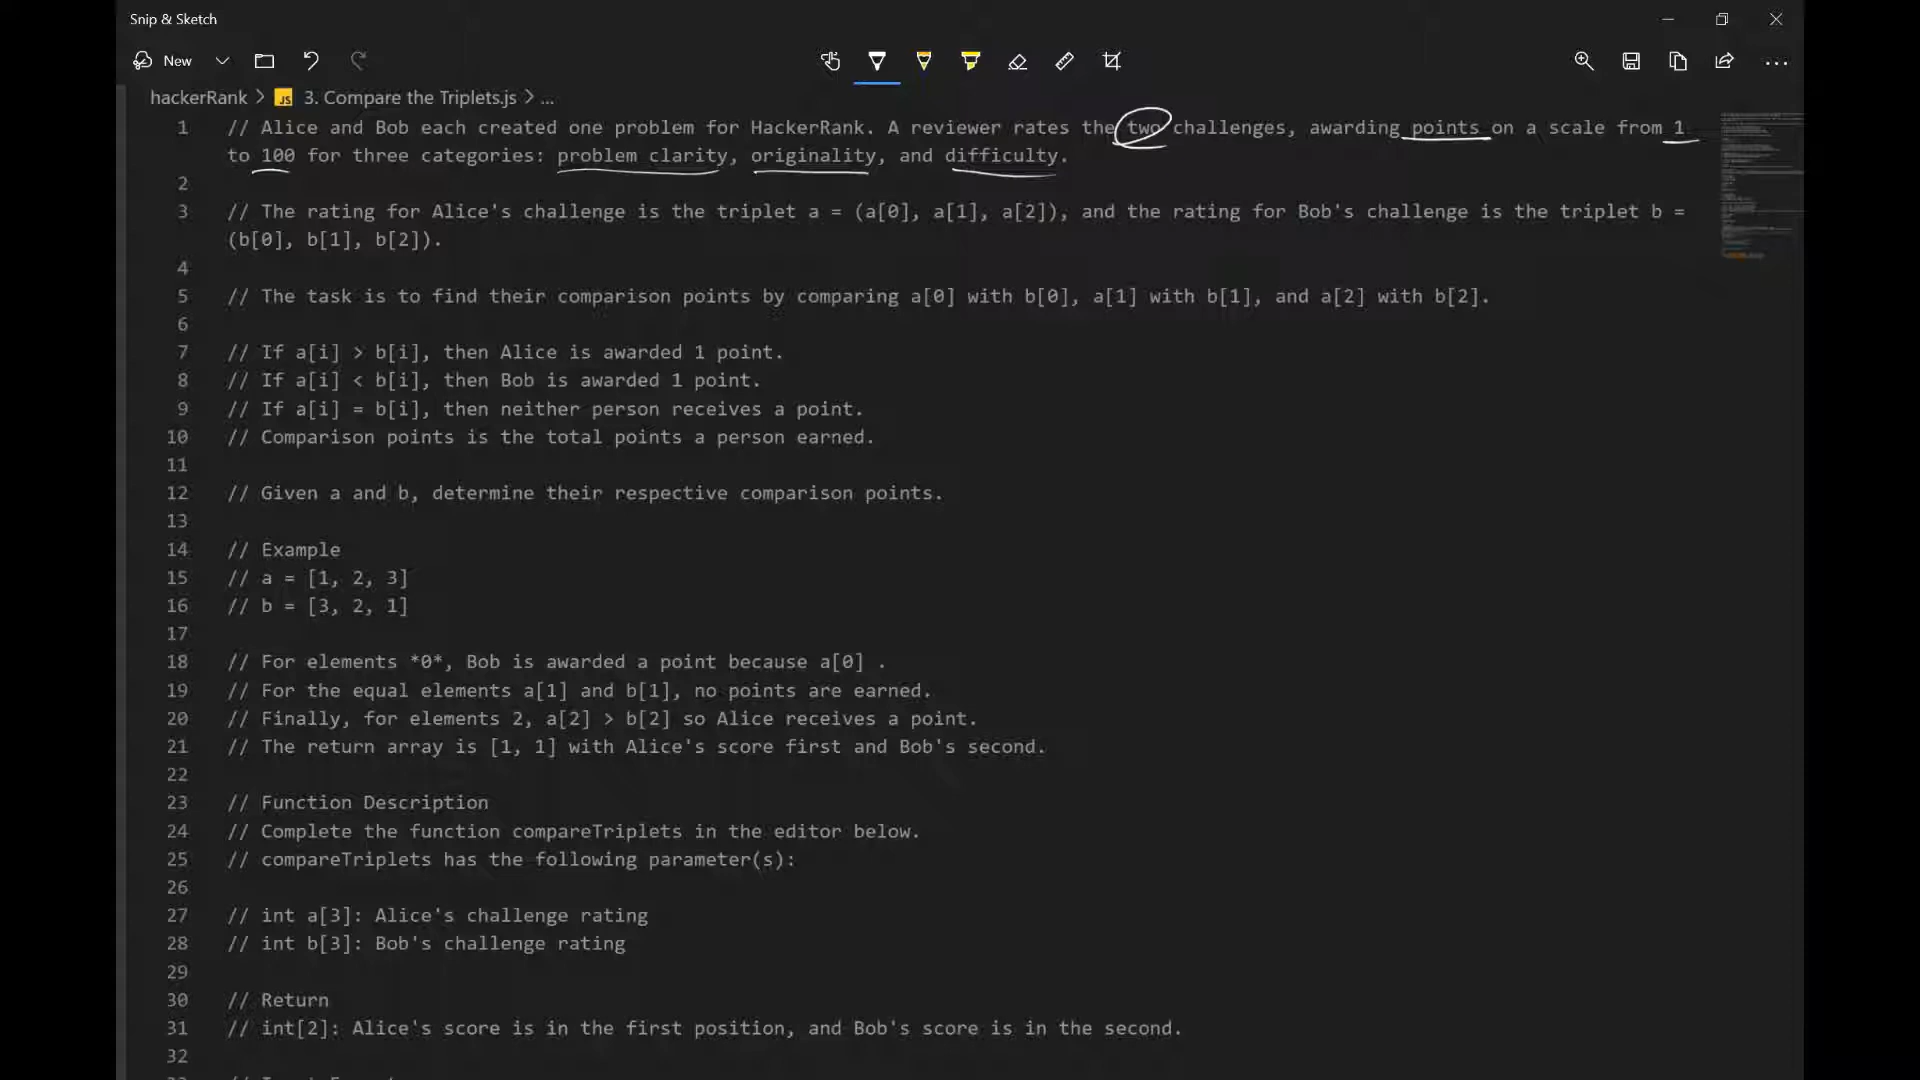 Snip & Sketch
New
hackerRank > JS 3. Compare the Triplets.js > ...
1 // Alice and Bob each created one problem for HackerRank. A reviewer rates the two challenges, awarding points on a scale from 1
to 100 for three categories: problem clarity, originality, and difficulty.
2
3 // The rating for Alice's challenge is the triplet a = (a[0], a[1], a[2]), and the rating for Bob's challenge is the triplet b =
(b[0], b[1], b[2]).
4
5 // The task is to find their comparison points by comparing a[0] with b[0], a[1] with b[1], and a[2] with b[2].
6
7 // If a[i] > b[i], then Alice is awarded 1 point.
8 // If a[i] < b[i], then Bob is awarded 1 point.
9 // If a[i] = b[i], then neither person receives a point.
10 // Comparison points is the total points a person earned.
11
12 // Given a and b, determine their respective comparison points.
13
14 // Example
15 // a = [1, 2, 3]
16 // b = [3, 2, 1]
17
18 // For elements *0*, Bob is awarded a point because a[0] .
19 // For the equal elements a[1] and b[1], no points are earned.
20 // Finally, for elements 2, a[2] > b[2] so Alice receives a point.
21 // The return array is [1, 1] with Alice's score first and Bob's second.
22
23 // Function Description
24 // Complete the function compareTriplets in the editor below.
25 // compareTriplets has the following parameter(s):
26
27 // int a[3]: Alice's challenge rating
28 // int b[3]: Bob's challenge rating
29
30 // Return
31 // int[2]: Alice's score is in the first position, and Bob's score is in the second.
32